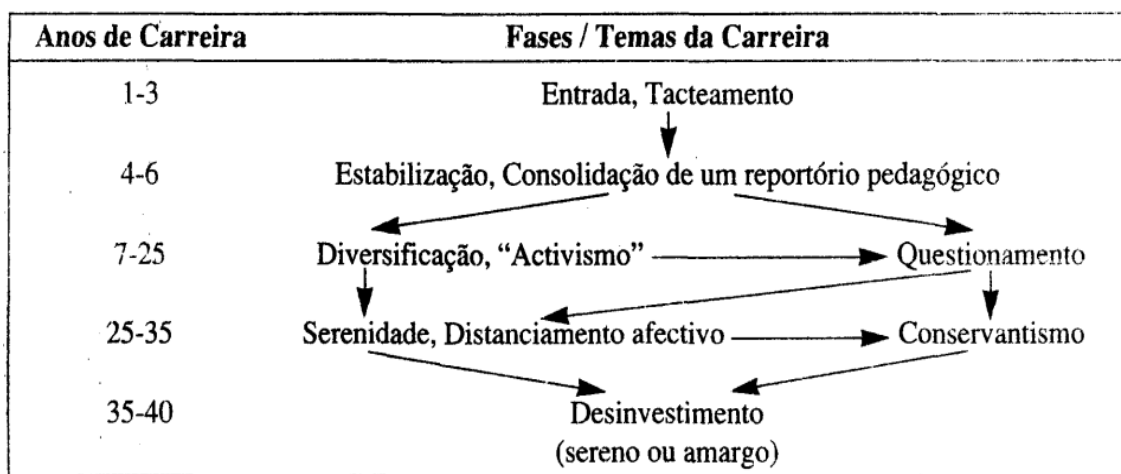 Anos de Carreira Fases / Temas da Carreira
1-3 Entrada, Tacteamento
4-6 Estabilização, Consolidação de um reportório pedagógico
7-25 Diversificação, “Activismo” Questionamento
25-35 Serenidade, Distanciamento afectivo Conservantismo
35-40 Desinvestimento
(sereno ou amargo)